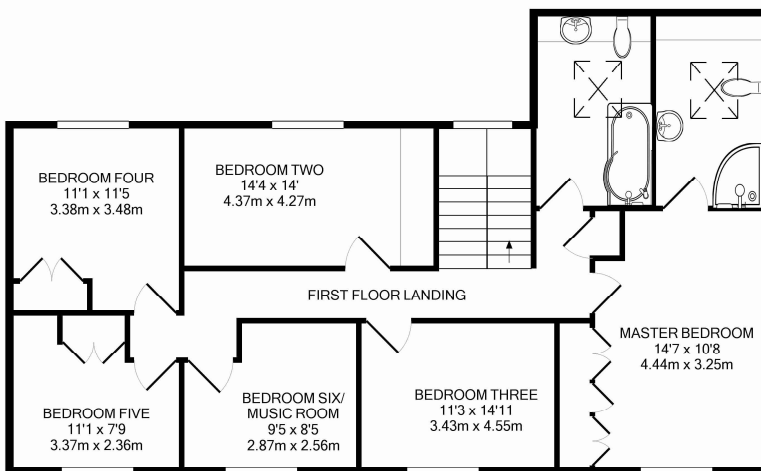 BEDROOM FOUR
11'1 x 11'5
3.38m x 3.48m
BEDROOM TWO
14'4 x 14'
4.37m x 4.27m
FIRST FLOOR LANDING
MASTER BEDROOM
14'7 x 10'8
4.44m x 3.25m
BEDROOM FIVE
11'1 x 7'9
3.37m x 2.36m
BEDROOM SIX/
MUSIC ROOM
9'5 x 8'5
2.87m x 2.56m
BEDROOM THREE
11'3 x 14'11
3.43m x 4.55m